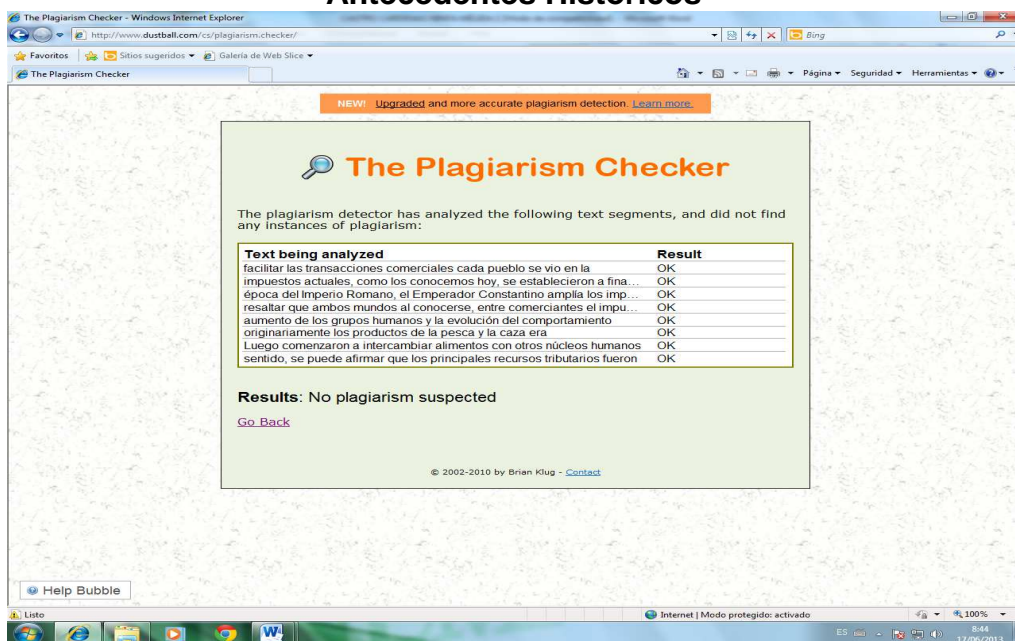 Antecedentes Históricos
The Plagiarism Checker - Windows Internet Explorer
http://www.dustball.com/cs/plagiarism.checker/
Bing
Favoritos
Sitios sugeridos
Galería de Web Slice
The Plagiarism Checker
Página
Seguridad
Herramientas
NEW! Upgraded and more accurate plagiarism detection. Learn more.
The Plagiarism Checker
The plagiarism detector has analyzed the following text segments, and did not find
any instances of plagiarism:
Text being analyzed Result
facilitar las transacciones comerciales cada pueblo se vio en la OK
impuestos actuales, como los conocemos hoy, se establecieron a fina... OK
época del Imperio Romano, el Emperador Constantino amplía los imp... OK
resaltar que ambos mundos al conocerse, entre comerciantes el impu... OK
aumento de los grupos humanos y la evolución del comportamiento OK
originariamente los productos de la pesca y la caza era OK
Luego comenzaron a intercambiar alimentos con otros núcleos humanos OK
sentido, se puede afirmar que los principales recursos tributarios fueron OK
Results: No plagiarism suspected
Go Back
© 2002-2010 by Brian Klug - Contact
Help Bubble
Listo
Internet | Modo protegido: activado
100%
ES
8:44
17/06/2013